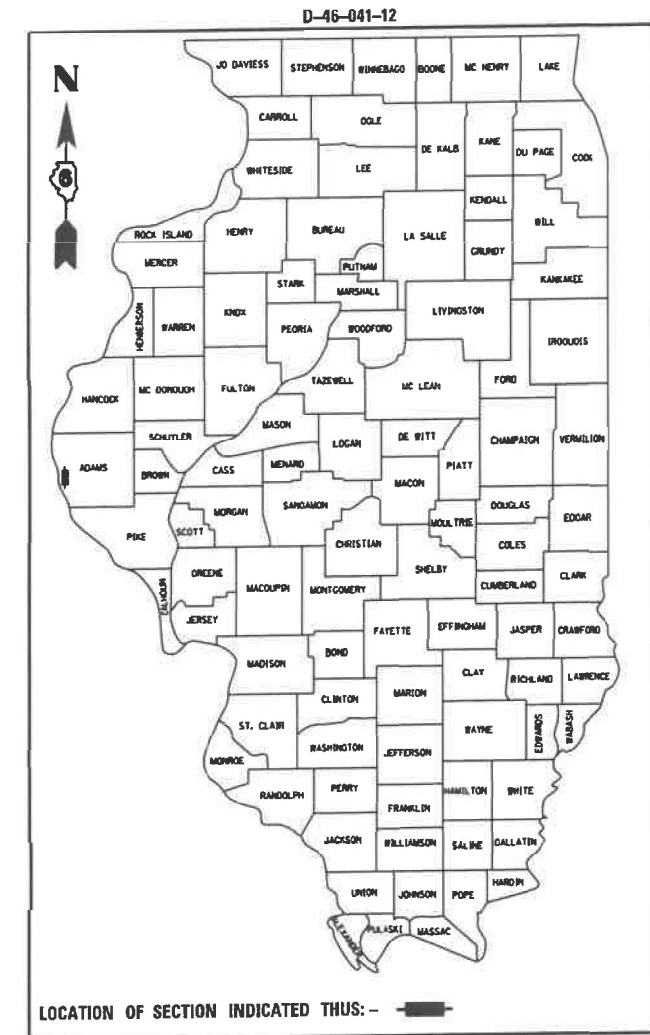 D-46-041-12
JO DAVIESS
STEPHENSON
WINNEBAGO
BOONE
MC HENRY
LAKE
N
CARROLL
OGLE
DE KALB
KANE
DU PAGE
COOK
6
WHITESIDE
LEE
KENDALL
ROCK ISLAND
HENRY
BUREAU
LA SALLE
WILL
GRUNDY
MERCER
PUTNAM
STARK
MARSHALL
KANKAKEE
HENDERSON
WARREN
KNOX
PEORIA
WOODFORD
LIVINGSTON
IROQUOIS
HANCOCK
MC DONOUGH
FULTON
TAZEWELL
MC LEAN
FORD
SCHUYLER
MASON
LOGAN
DE WITT
CHAMPAIGN
VERMILION
ADAMS
BROWN
CASS
MENARD
MACON
PIATT
PIKE
SCOTT
MORGAN
SANGAMON
CHRISTIAN
MOULTRIE
DOUGLAS
EDGAR
COLES
CALHOUN
GREENE
MACOUPIN
MONTGOMERY
SHELBY
CUMBERLAND
CLARK
JERSEY
FAYETTE
EFFINGHAM
JASPER
CRAWFORD
MADISON
BOND
CLAY
RICHLAND
LAWRENCE
CLINTON
MARION
ST. CLAIR
WAYNE
EDWARDS
WABASH
MONROE
WASHINGTON
JEFFERSON
RANDOLPH
PERRY
HAMILTON
WHITE
FRANKLIN
JACKSON
WILLIAMSON
SALINE
GALLATIN
UNION
JOHNSON
POPE
HARDIN
ALEXANDER
PULASKI
MASSAC
LOCATION OF SECTION INDICATED THUS: -